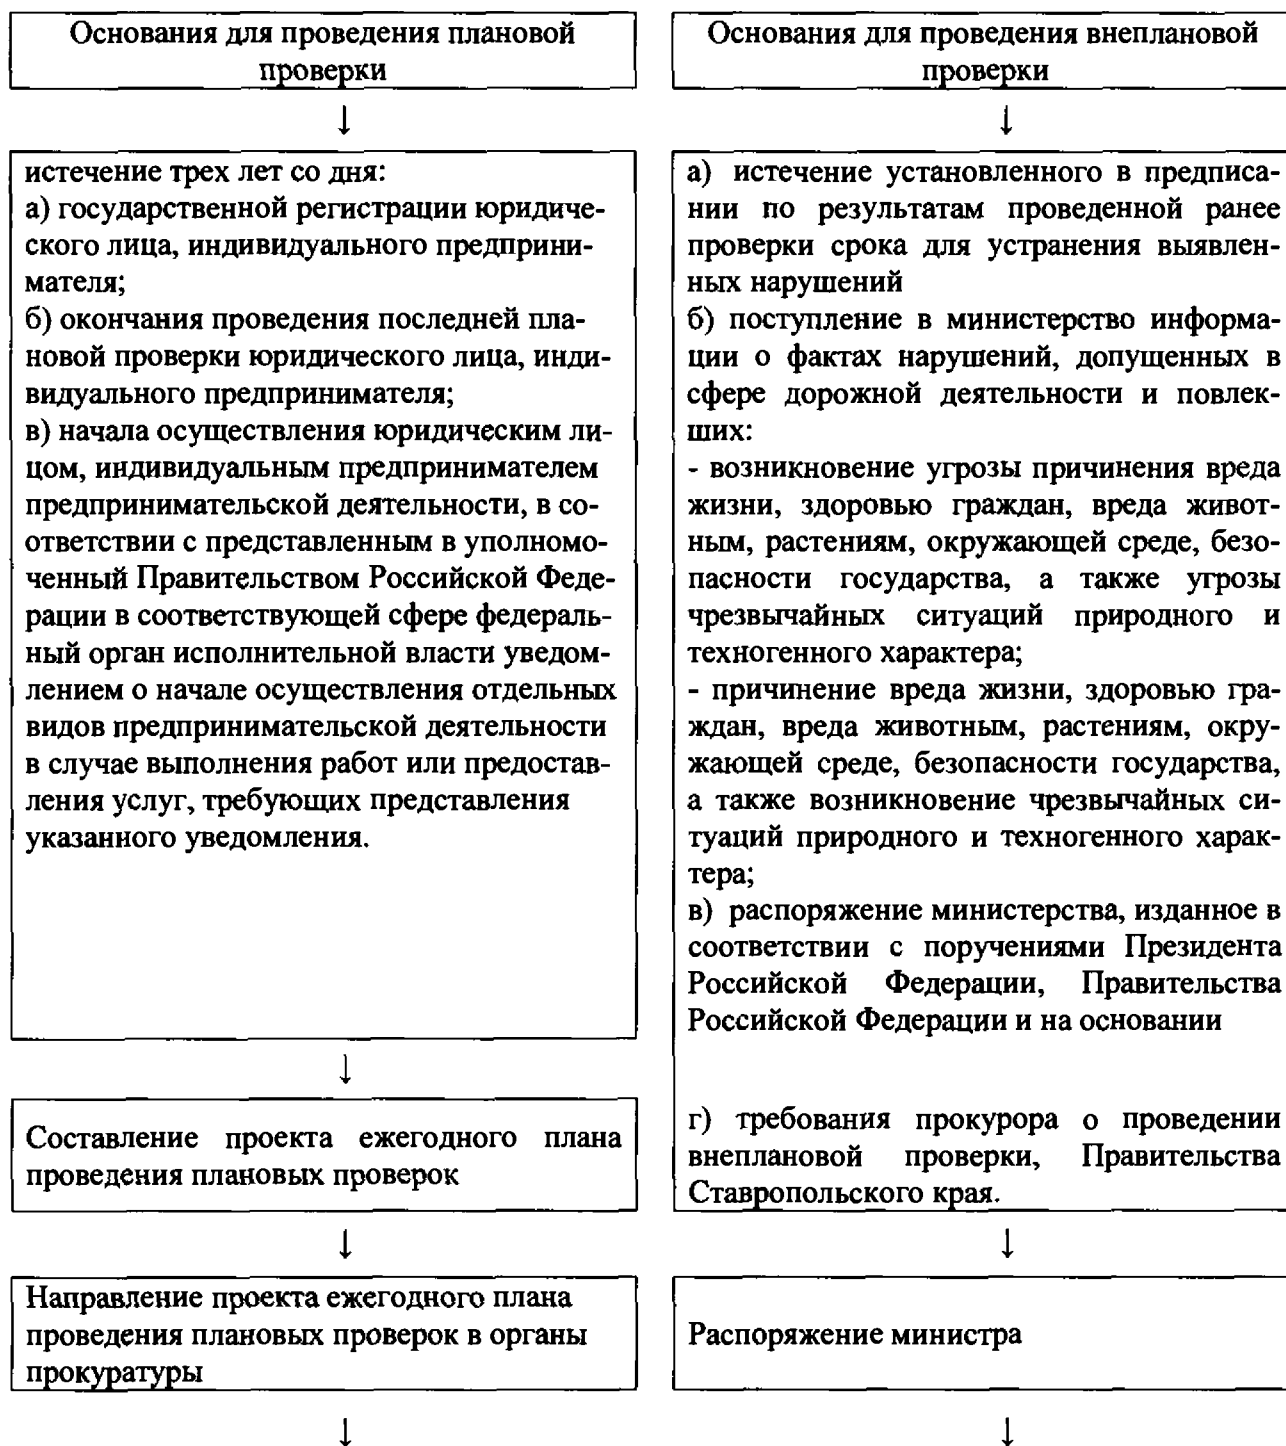 Основания для проведения плановой
проверки
↓
истечение трех лет со дня:
а) государственной регистрации юридиче-
ского лица, индивидуального предприни-
мателя;
б) окончания проведения последней пла-
новой проверки юридического лица, инди-
видуального предпринимателя;
в) начала осуществления юридическим ли-
цом, индивидуальным предпринимателем
предпринимательской деятельности, в со-
ответствии с представленным в уполномо-
ченный Правительством Российской Феде-
рации в соответствующей сфере федераль-
ный орган исполнительной власти уведом-
лением о начале осуществления отдельных
видов предпринимательской деятельности
в случае выполнения работ или предостав-
ления услуг, требующих представления
указанного уведомления.
↓
Составление проекта ежегодного плана
проведения плановых проверок
↓
Направление проекта ежегодного плана
проведения плановых проверок в органы
прокуратуры
↓
Основания для проведения внеплановой
проверки
↓
а) истечение установленного в предписа-
нии по результатам проведенной ранее
проверки срока для устранения выявлен-
ных нарушений
б) поступление в министерство информа-
ции о фактах нарушений, допущенных в
сфере дорожной деятельности и повлек-
ших:
- возникновение угрозы причинения вреда
жизни, здоровью граждан, вреда живот-
ным, растениям, окружающей среде, безо-
пасности государства, а также угрозы
чрезвычайных ситуаций природного и
техногенного характера;
- причинение вреда жизни, здоровью гра-
ждан, вреда животным, растениям, окру-
жающей среде, безопасности государства,
а также возникновение чрезвычайных си-
туаций природного и техногенного харак-
тера;
в) распоряжение министерства, изданное в
соответствии с поручениями Президента
Российской Федерации, Правительства
Российской Федерации и на основании
г) требования прокурора о проведении
внеплановой проверки, Правительства
Ставропольского края.
↓
Распоряжение министра
↓